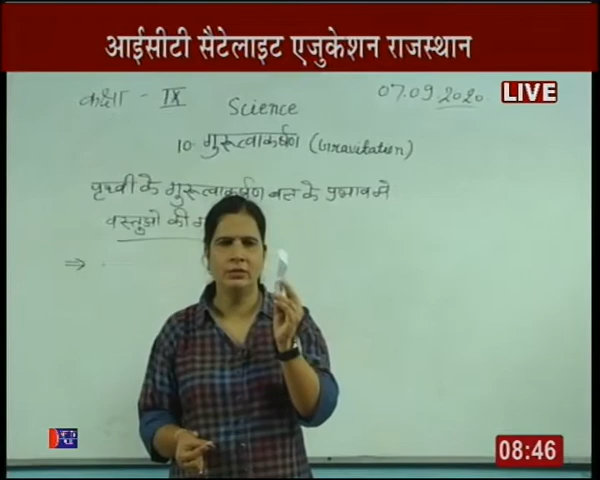 आईसीटी सैटेलाइट एजुकेशन राजस्थान
कक्षा - IX
07.09.2020
LIVE
Science
10. गुरूत्वाकर्षण (Gravitation)
पृथ्वी के गुरूत्वाकर्षण बल के प्रभाव मे
वस्तुओ की
⇒
08:46